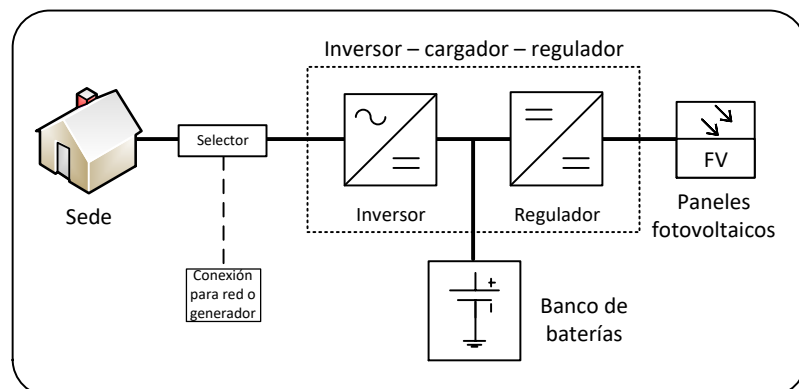 Inversor – cargador – regulador
Selector
FV
Sede
Inversor
Regulador
Paneles
fotovoltaicos
Conexión
para red o
generador
Banco de
baterías